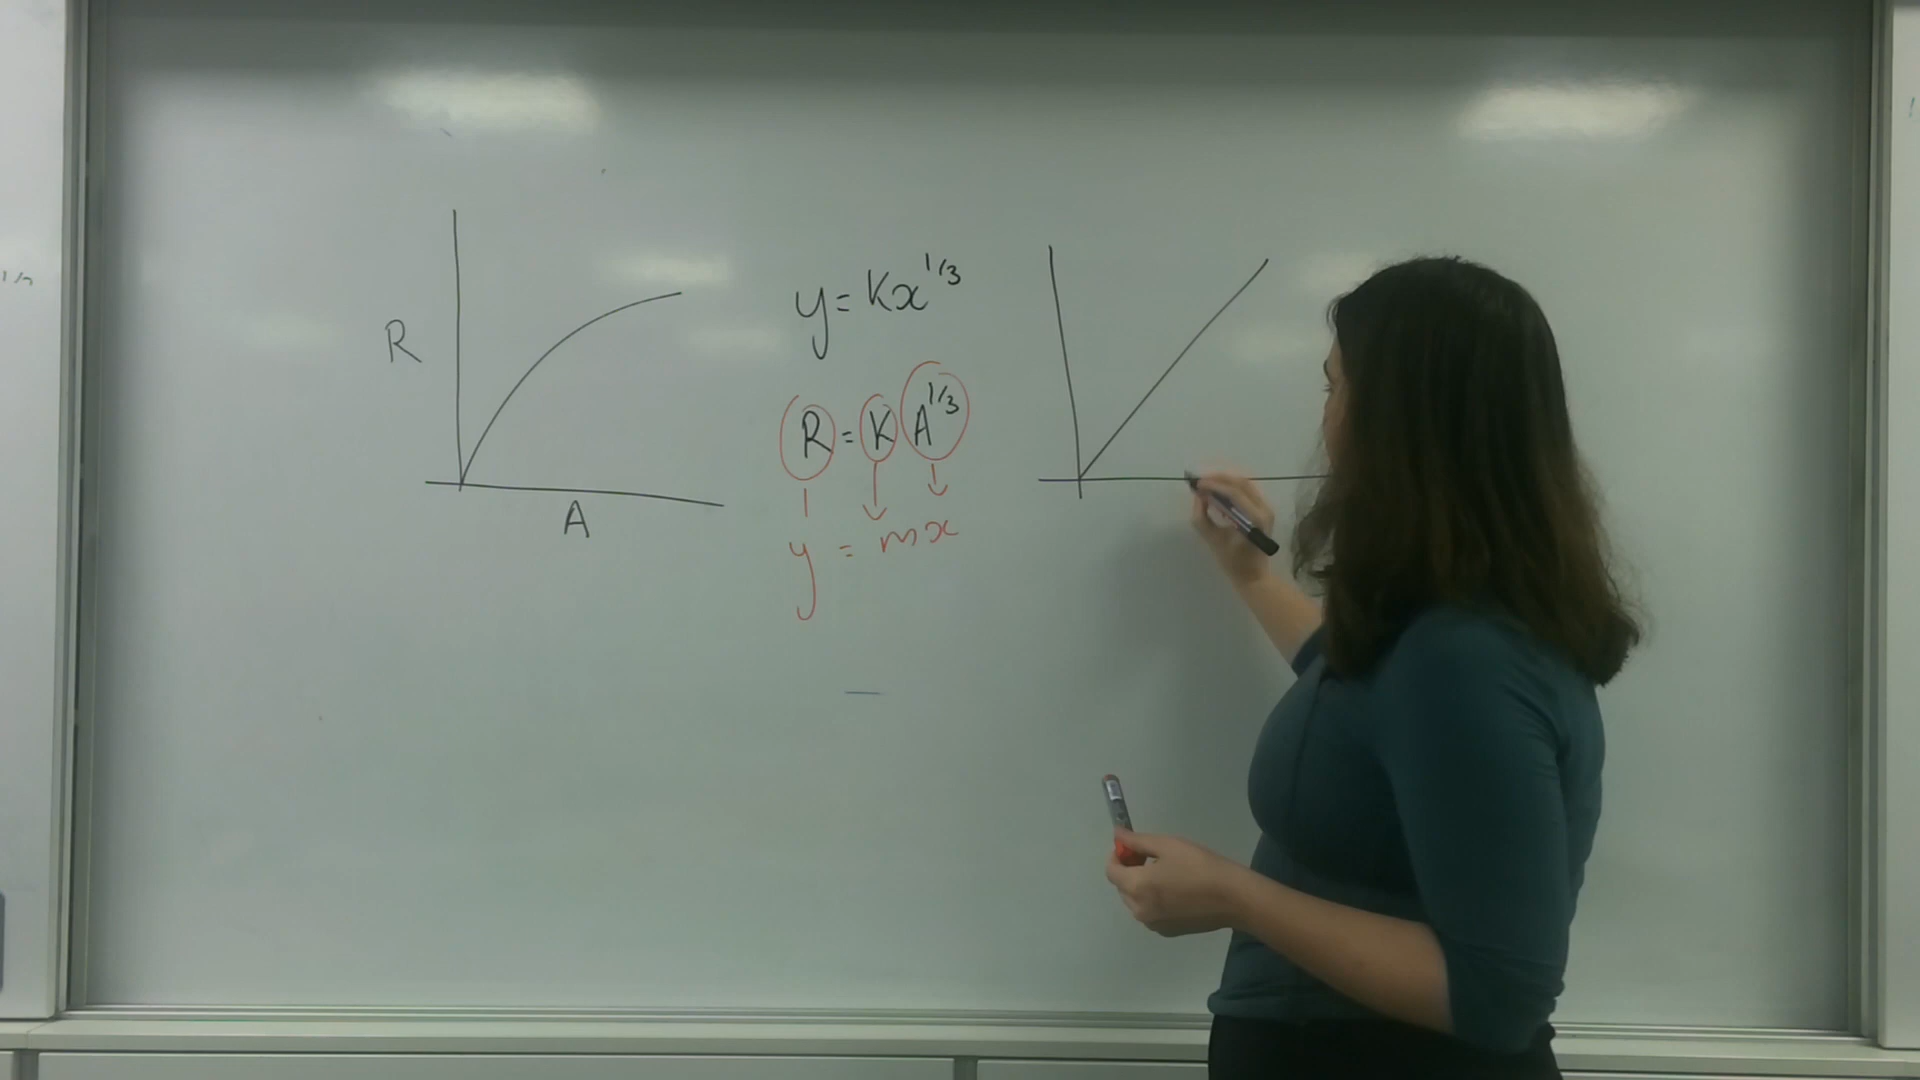 R
A
y = Kx^1/3
R = K A^1/3
y = mx